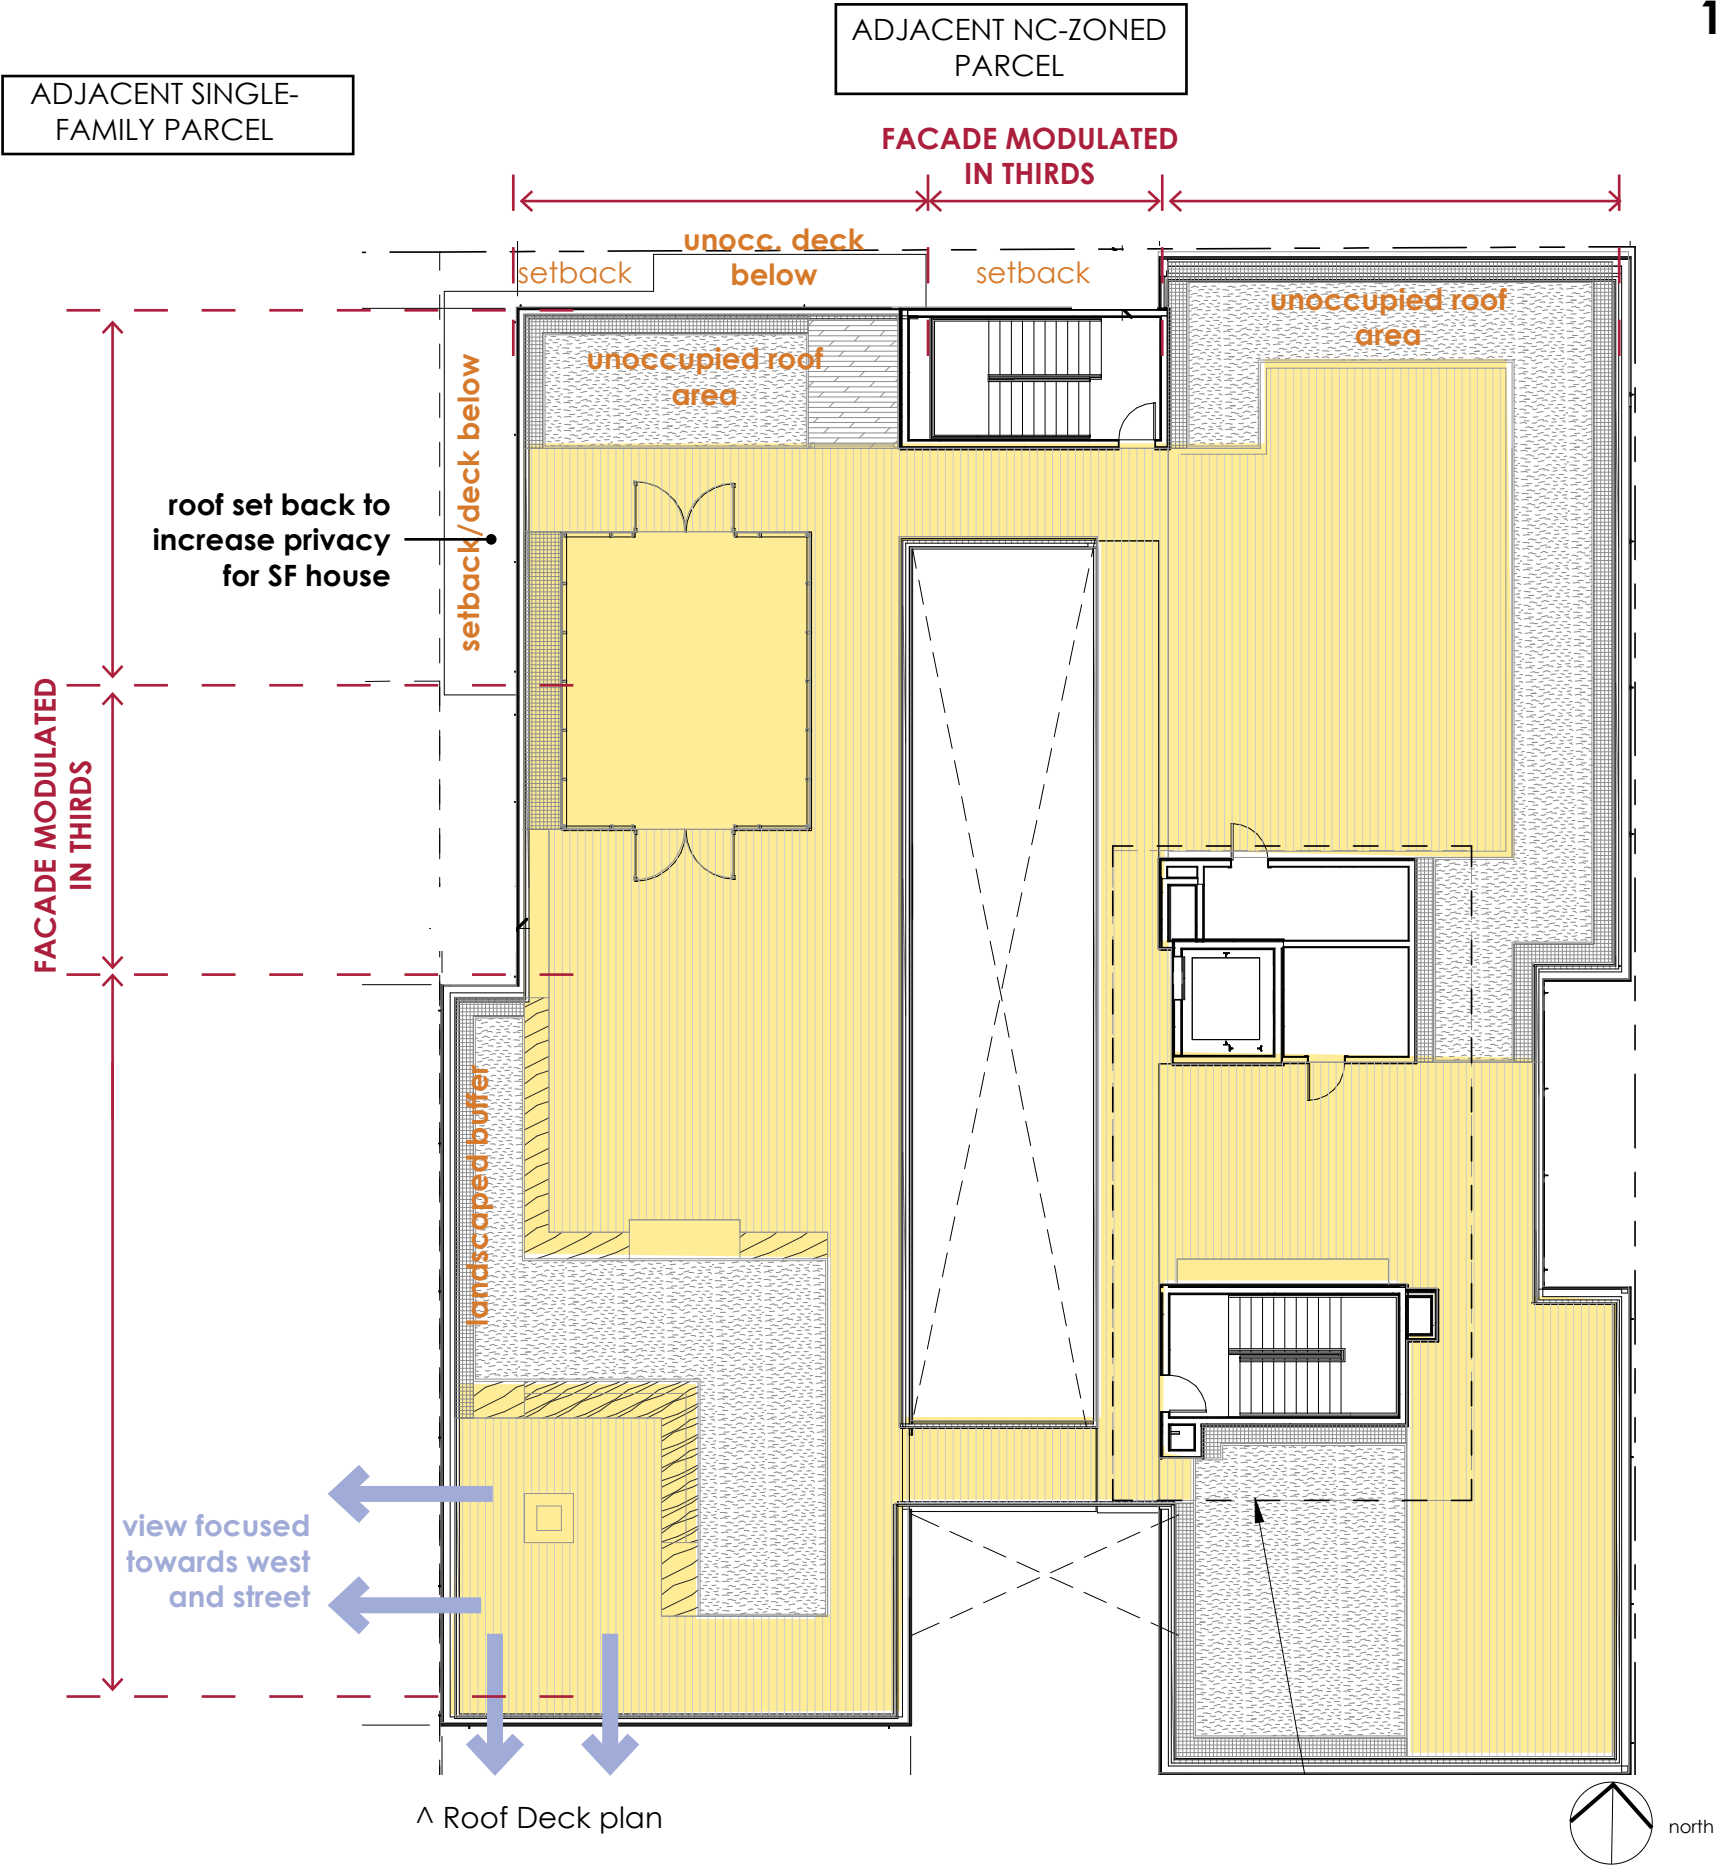 1
ADJACENT NC-ZONED
PARCEL
ADJACENT SINGLE-
FAMILY PARCEL
FACADE MODULATED
IN THIRDS
unocc. deck
below
setback
setback
unoccupied roof
area
unoccupied roof
area
setback/deck below
roof set back to
increase privacy
for SF house
FACADE MODULATED
IN THIRDS
landscaped buffer
view focused
towards west
and street
^ Roof Deck plan
north